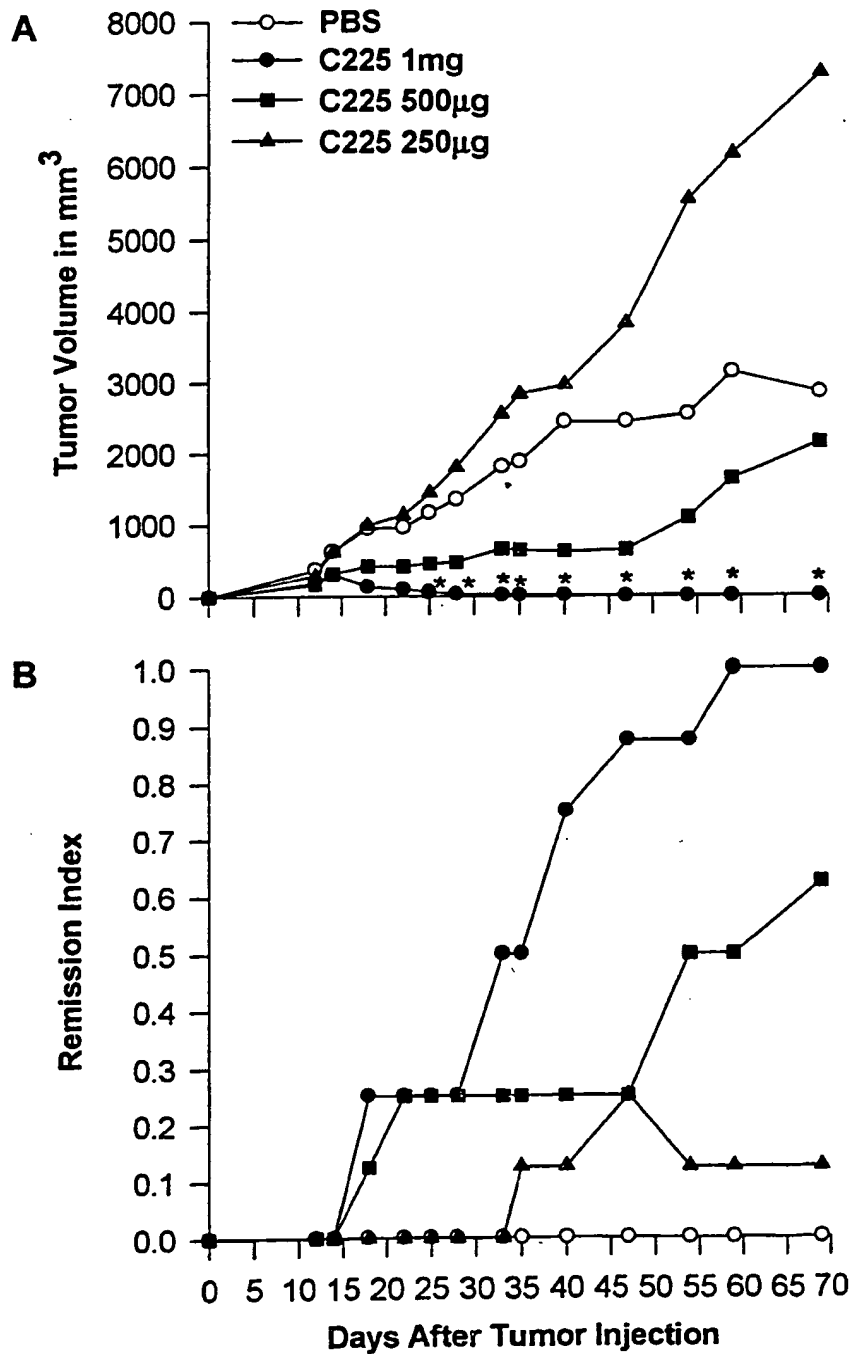 A
PBS
C225 1mg
C225 500µg
C225 250µg
Tumor Volume in mm³
8000
7000
6000
5000
4000
3000
2000
1000
0
* * * * * * * * *
B
Remission Index
1.0
0.9
0.8
0.7
0.6
0.5
0.4
0.3
0.2
0.1
0.0
0 5 10 15 20 25 30 35 40 45 50 55 60 65 70
Days After Tumor Injection